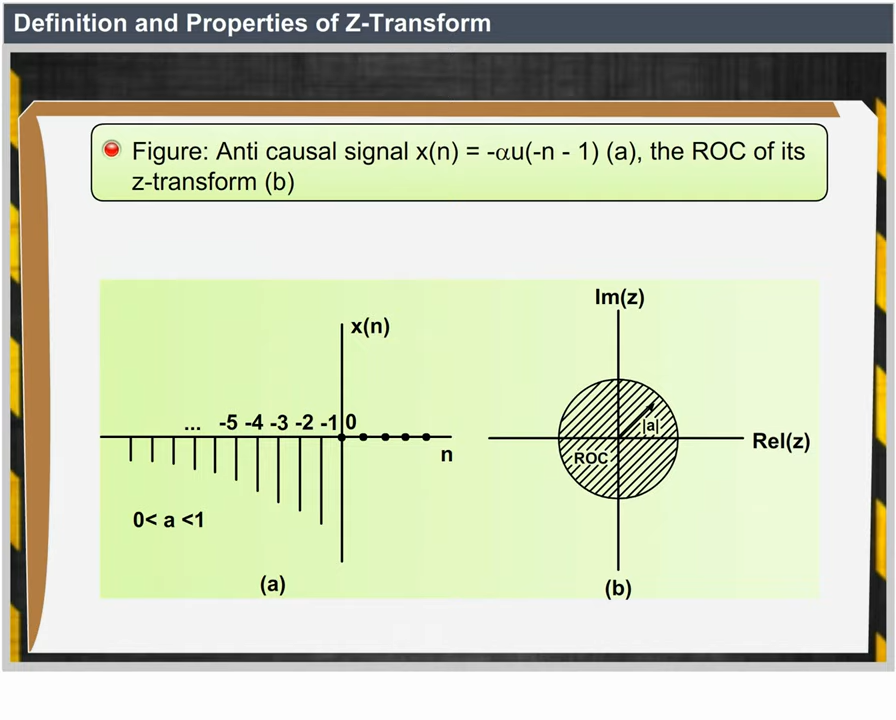 Definition and Properties of Z-Transform
Figure: Anti causal signal x(n) = -αu(-n - 1) (a), the ROC of its
z-transform (b)
x(n)
... -5 -4 -3 -2 -1 0
n
0< a <1
(a)
Im(z)
|a|
Rel(z)
ROC
(b)